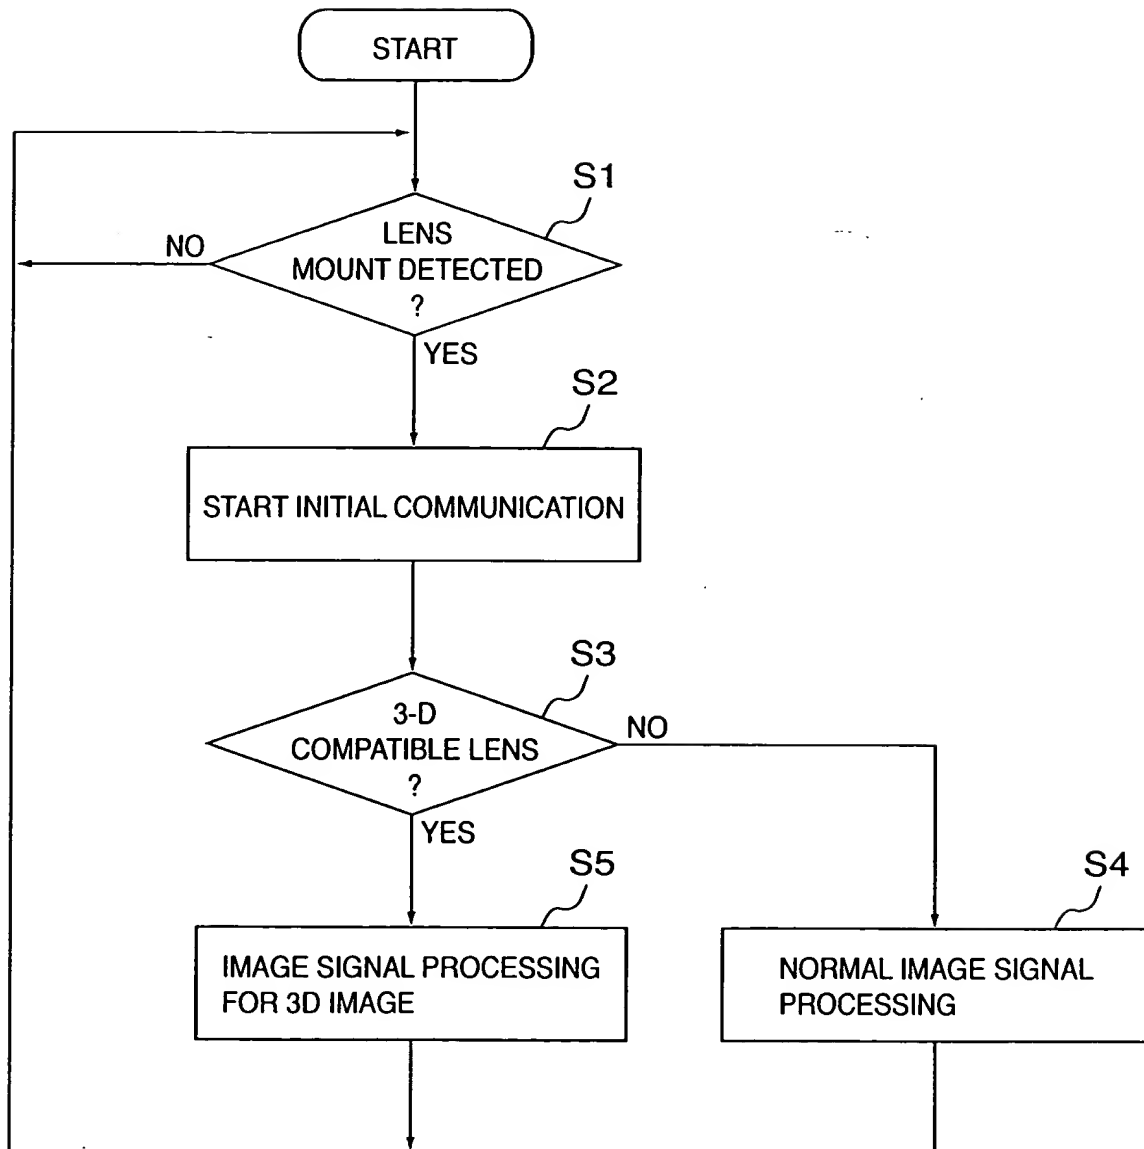 START
S1
LENS
MOUNT DETECTED
?
NO
YES
S2
START INITIAL COMMUNICATION
S3
3-D
COMPATIBLE LENS
?
NO
YES
S5
S4
IMAGE SIGNAL PROCESSING
FOR 3D IMAGE
NORMAL IMAGE SIGNAL
PROCESSING